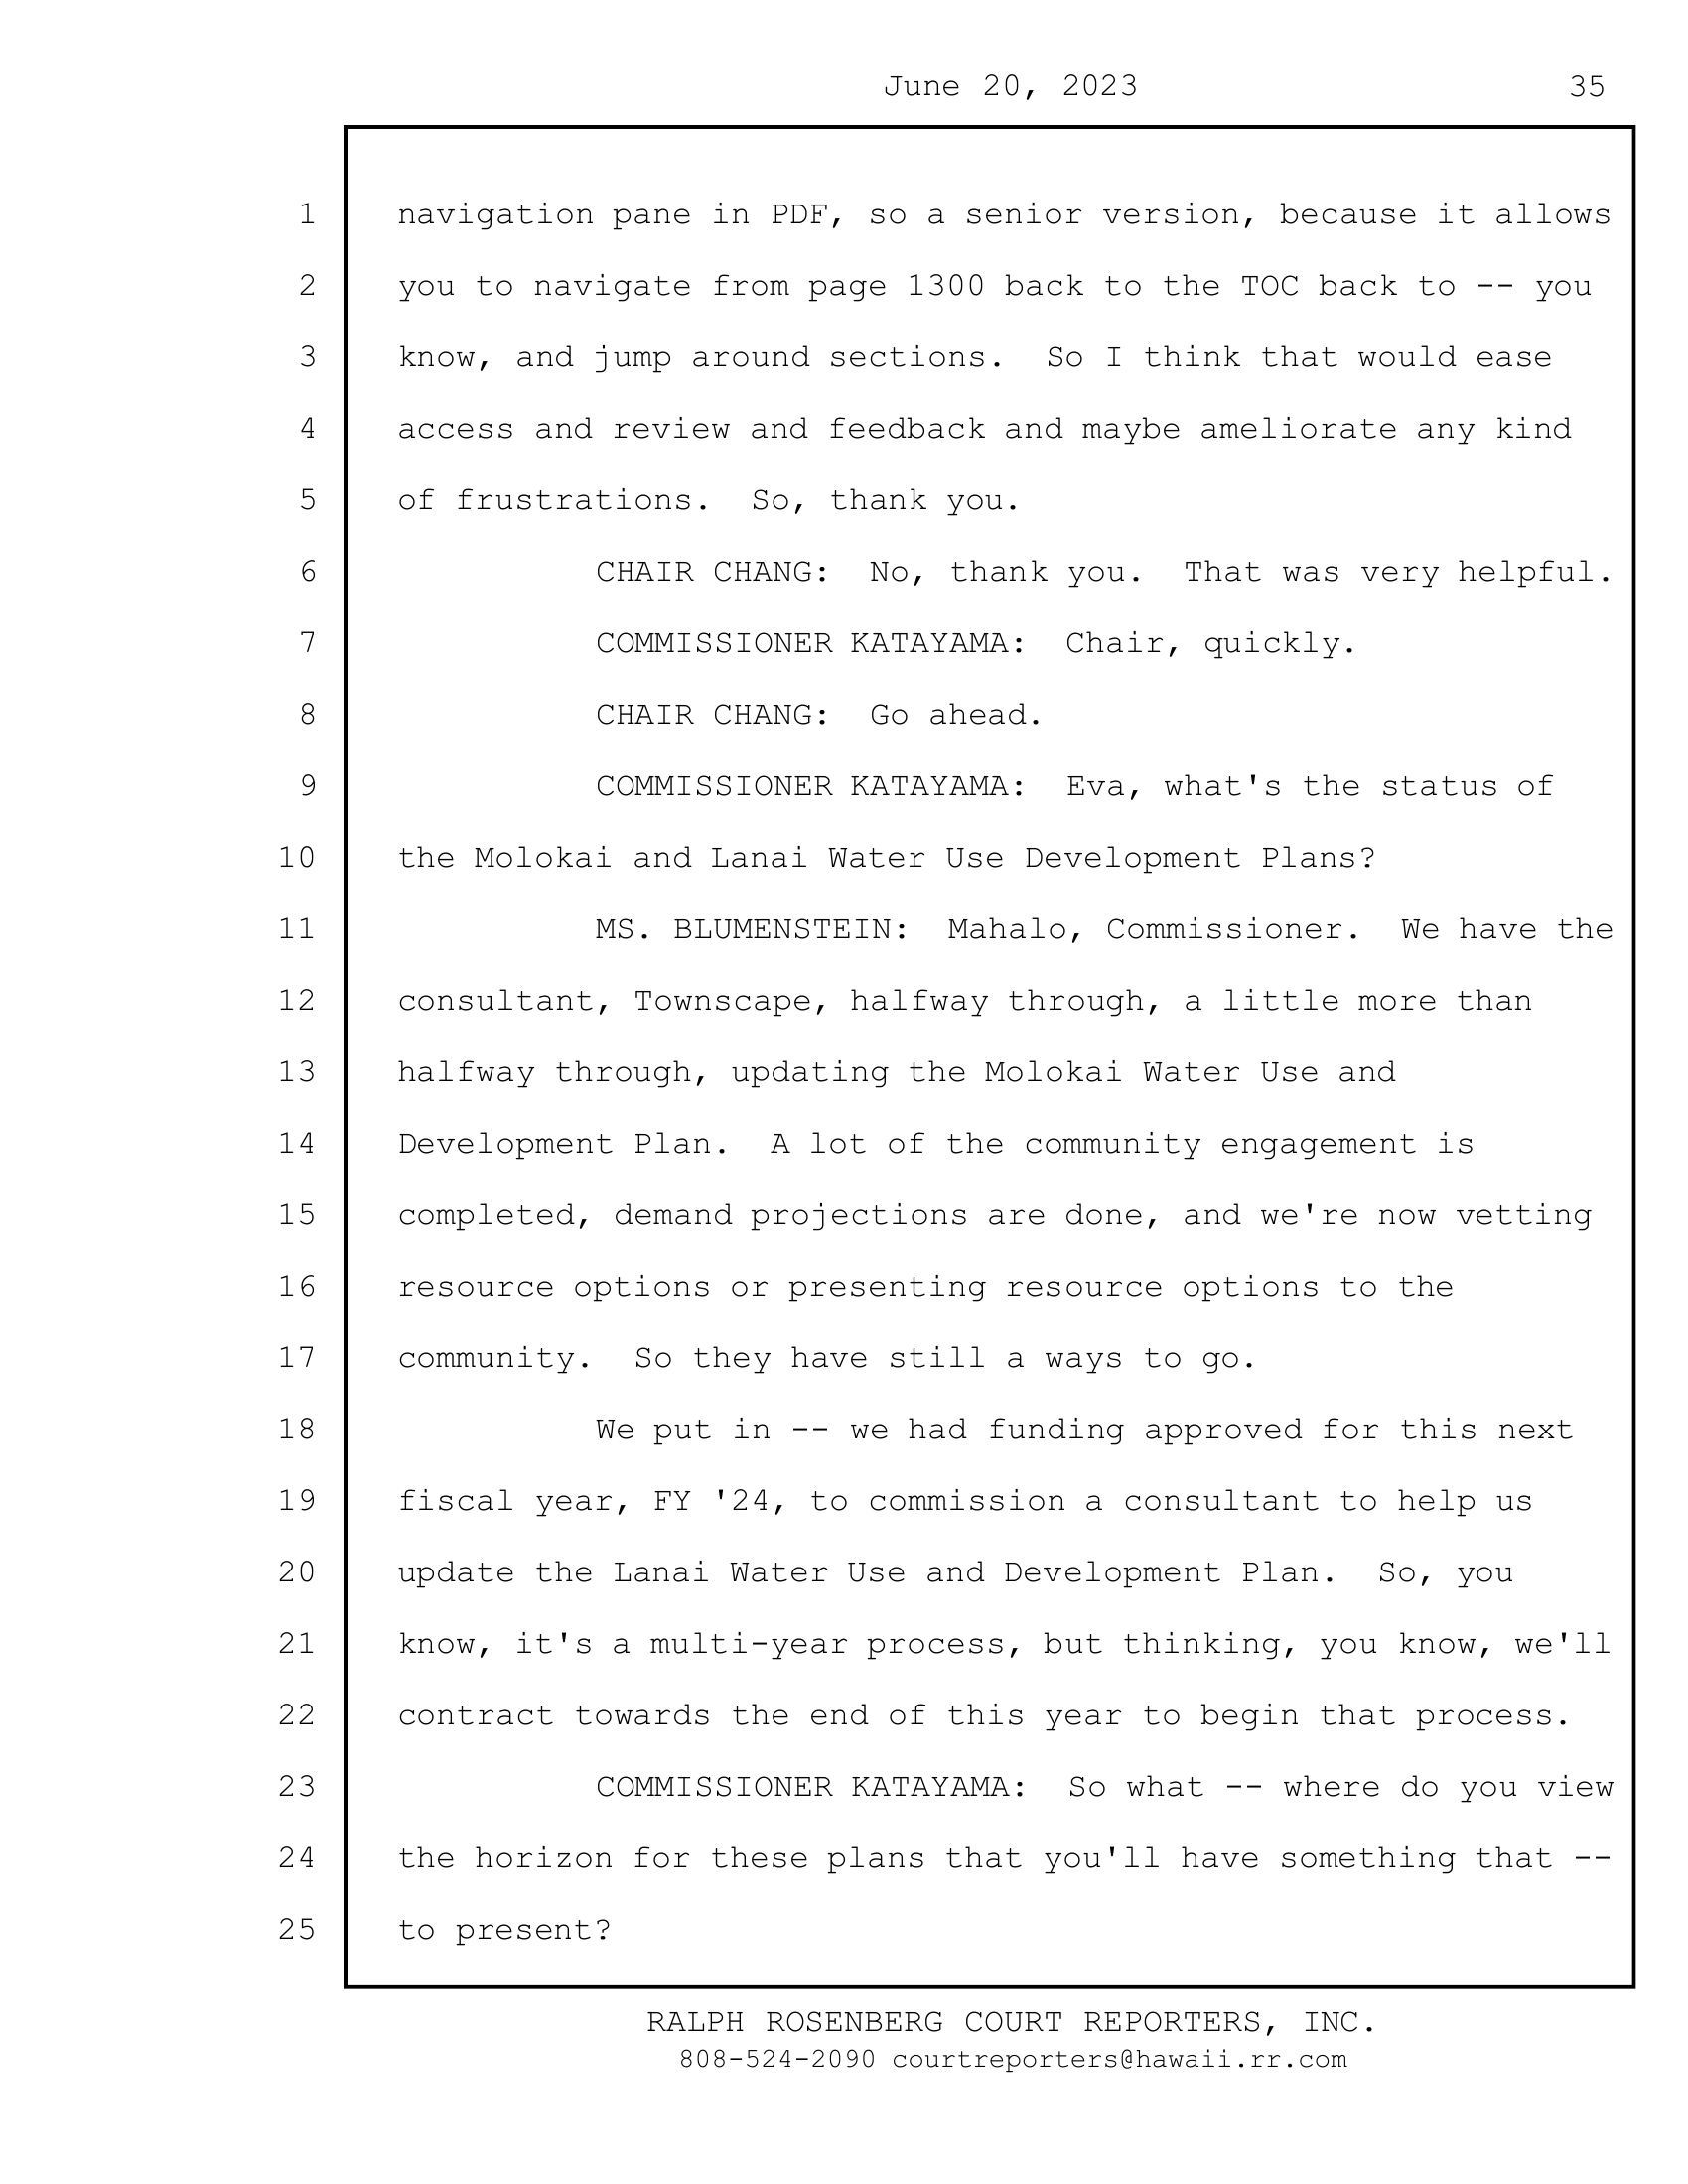 June 20, 2023 35
1 navigation pane in PDF, so a senior version, because it allows
2 you to navigate from page 1300 back to the TOC back to -- you
3 know, and jump around sections.  So I think that would ease
4 access and review and feedback and maybe ameliorate any kind
5 of frustrations.  So, thank you.
6 CHAIR CHANG:  No, thank you.  That was very helpful.
7 COMMISSIONER KATAYAMA:  Chair, quickly.
8 CHAIR CHANG:  Go ahead.
9 COMMISSIONER KATAYAMA:  Eva, what's the status of
10 the Molokai and Lanai Water Use Development Plans?
11 MS. BLUMENSTEIN:  Mahalo, Commissioner.  We have the
12 consultant, Townscape, halfway through, a little more than
13 halfway through, updating the Molokai Water Use and
14 Development Plan.  A lot of the community engagement is
15 completed, demand projections are done, and we're now vetting
16 resource options or presenting resource options to the
17 community.  So they have still a ways to go.
18 We put in -- we had funding approved for this next
19 fiscal year, FY '24, to commission a consultant to help us
20 update the Lanai Water Use and Development Plan.  So, you
21 know, it's a multi-year process, but thinking, you know, we'll
22 contract towards the end of this year to begin that process.
23 COMMISSIONER KATAYAMA:  So what -- where do you view
24 the horizon for these plans that you'll have something that --
25 to present?
RALPH ROSENBERG COURT REPORTERS, INC.
808-524-2090 courtreporters@hawaii.rr.com